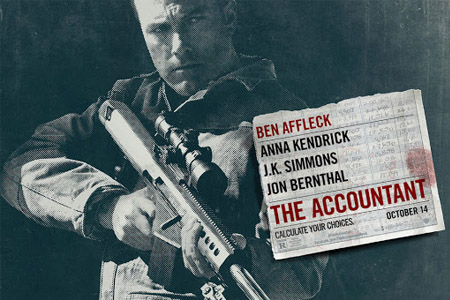 BEN AFFLECK
ANNA KENDRICK
J.K. SIMMONS
JON BERNTHAL
THE ACCOUNTANT
CALCULATE YOUR CHOICES.
OCTOBER 14
R